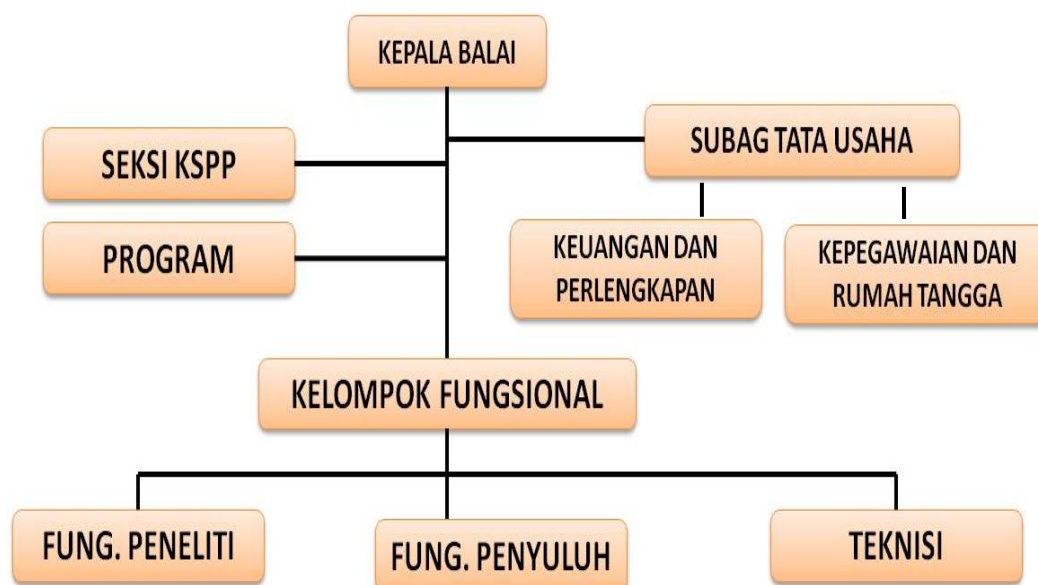 KEPALA BALAI
SUBAG TATA USAHA
SEKSI KSPP
PROGRAM
KEUANGAN DAN
PERLENGKAPAN
KEPEGAWAIAN DAN
RUMAH TANGGA
KELOMPOK FUNGSIONAL
FUNG. PENELITI
FUNG. PENYULUH
TEKNISI